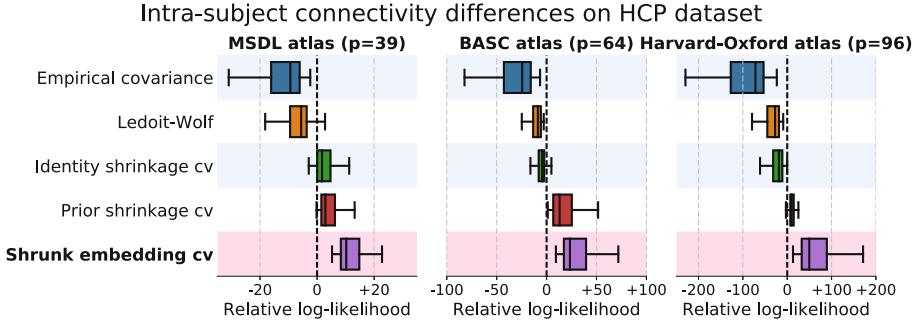 Intra-subject connectivity differences on HCP dataset
MSDL atlas (p=39) BASC atlas (p=64) Harvard-Oxford atlas (p=96)
Empirical covariance
Ledoit-Wolf
Identity shrinkage cv
Prior shrinkage cv
Shrunk embedding cv
-20 0 +20 -100 -50 0 +50 +100 -200 -100 0 +100 +200
Relative log-likelihood Relative log-likelihood Relative log-likelihood